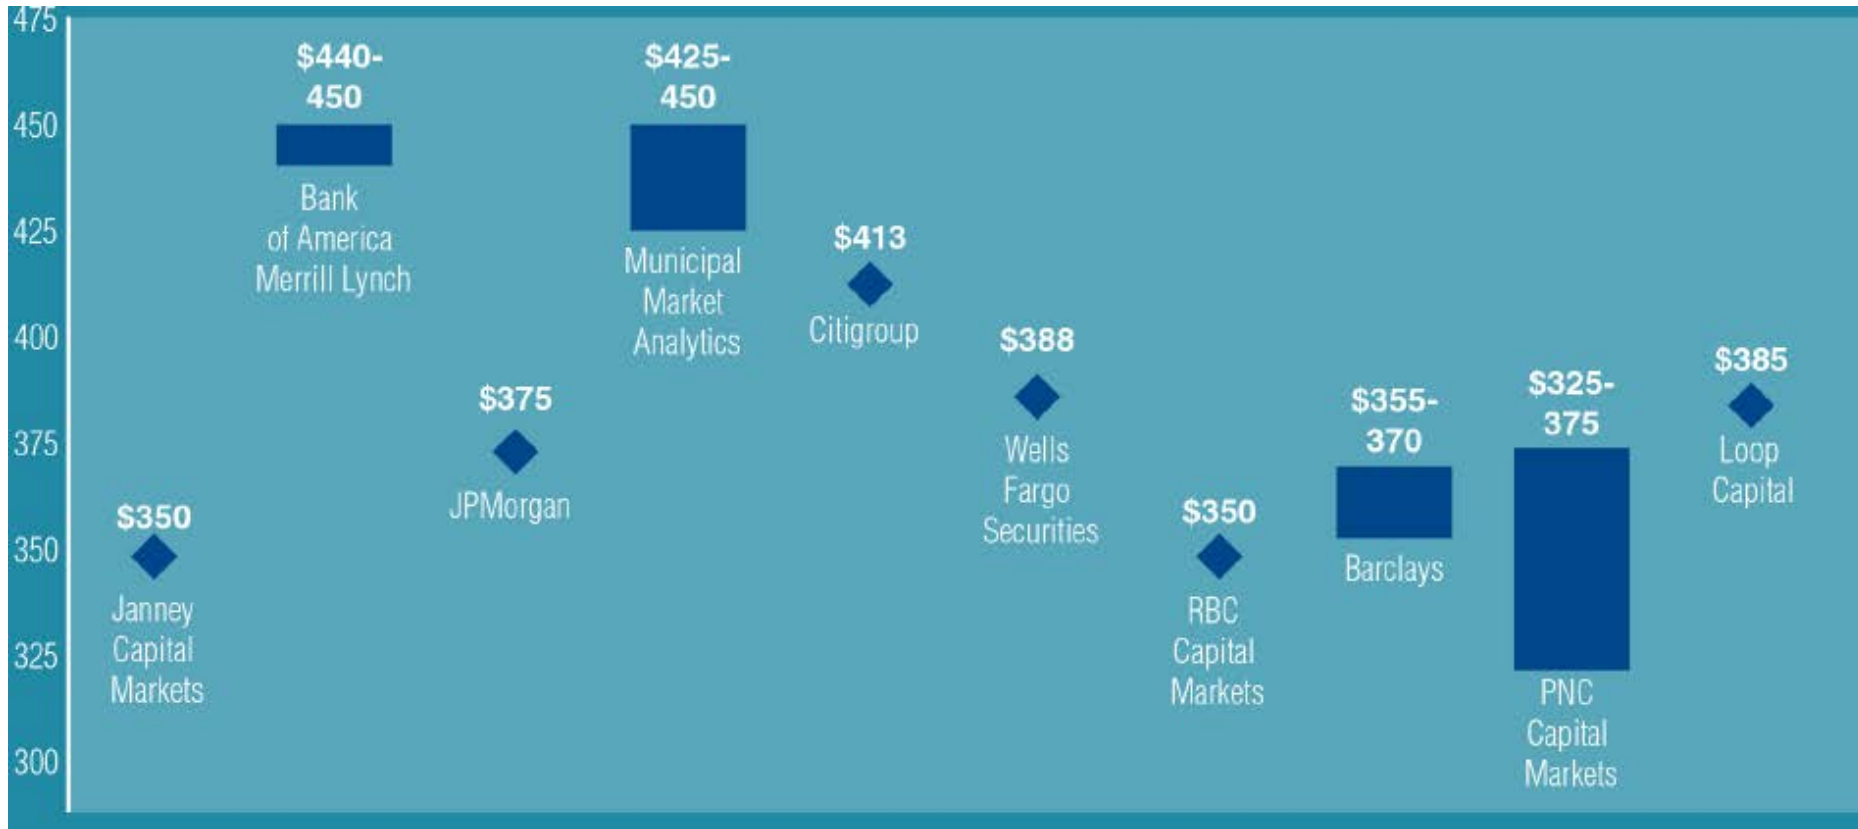 475
450
425
400
375
350
325
300
$350
Janney
Capital
Markets
$440-
450
Bank
of America
Merrill Lynch
$375
JPMorgan
$425-
450
Municipal
Market
Analytics
$413
Citigroup
$388
Wells
Fargo
Securities
$350
RBC
Capital
Markets
$355-
370
Barclays
$325-
375
PNC
Capital
Markets
$385
Loop
Capital